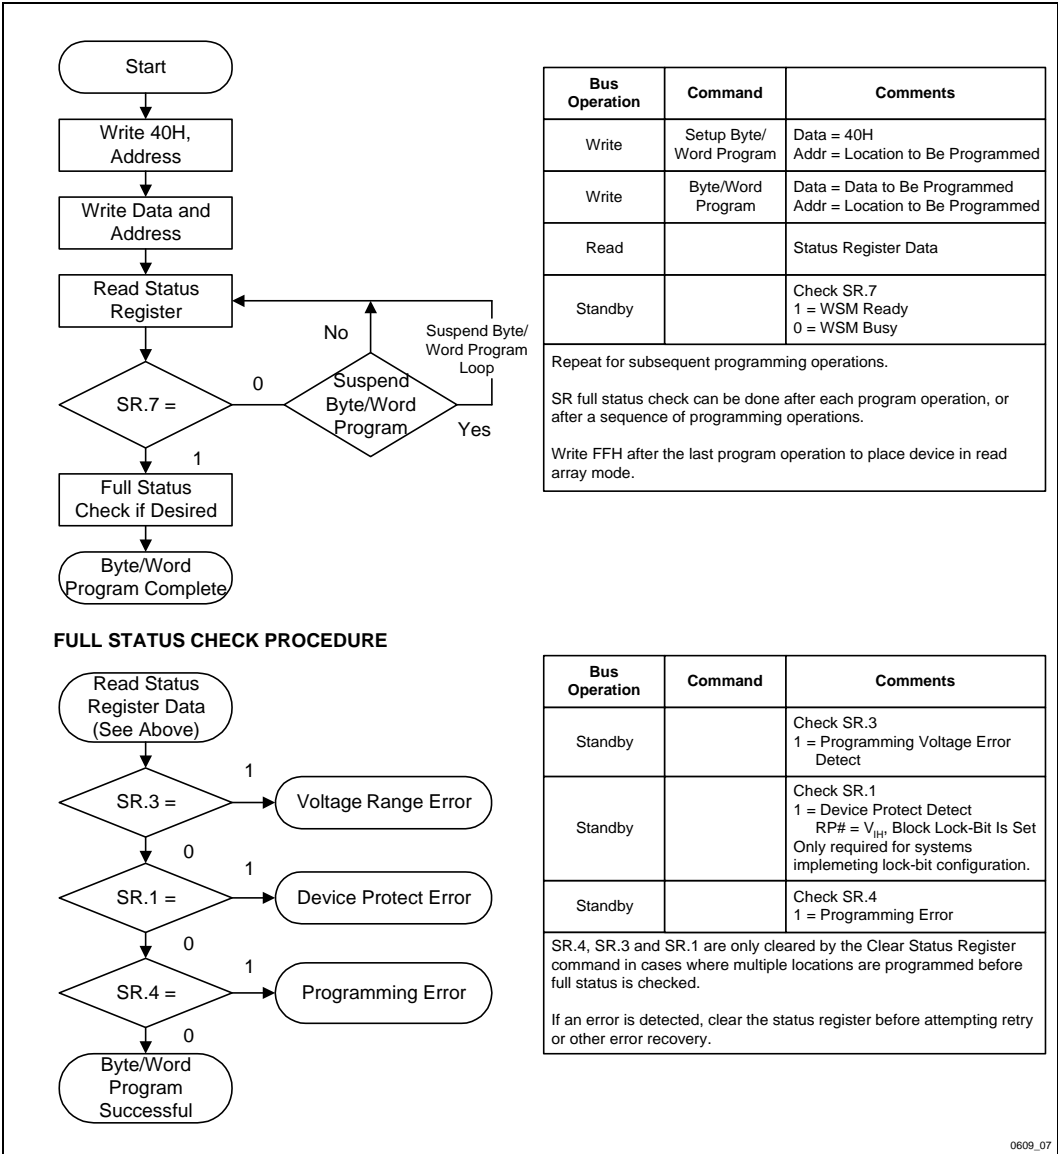 Start
Write 40H,
Address
Write Data and
Address
Read Status
Register
No
Suspend Byte/
Word Program
Loop
SR.7 =
0
Suspend
Byte/Word
Program
Yes
1
Full Status
Check if Desired
Byte/Word
Program Complete
Bus
Operation
Command
Comments
Write
Setup Byte/
Word Program
Data = 40H
Addr = Location to Be Programmed
Write
Byte/Word
Program
Data = Data to Be Programmed
Addr = Location to Be Programmed
Read
Status Register Data
Standby
Check SR.7
1 = WSM Ready
0 = WSM Busy
Repeat for subsequent programming operations.
SR full status check can be done after each program operation, or
after a sequence of programming operations.
Write FFH after the last program operation to place device in read
array mode.
FULL STATUS CHECK PROCEDURE
Read Status
Register Data
(See Above)
SR.3 =
1
Voltage Range Error
0
SR.1 =
1
Device Protect Error
0
SR.4 =
1
Programming Error
0
Byte/Word
Program
Successful
Bus
Operation
Command
Comments
Standby
Check SR.3
1 = Programming Voltage Error
Detect
Standby
Check SR.1
1 = Device Protect Detect
RP# = VIH, Block Lock-Bit Is Set
Only required for systems
implemeting lock-bit configuration.
Standby
Check SR.4
1 = Programming Error
SR.4, SR.3 and SR.1 are only cleared by the Clear Status Register
command in cases where multiple locations are programmed before
full status is checked.
If an error is detected, clear the status register before attempting retry
or other error recovery.
0609_07